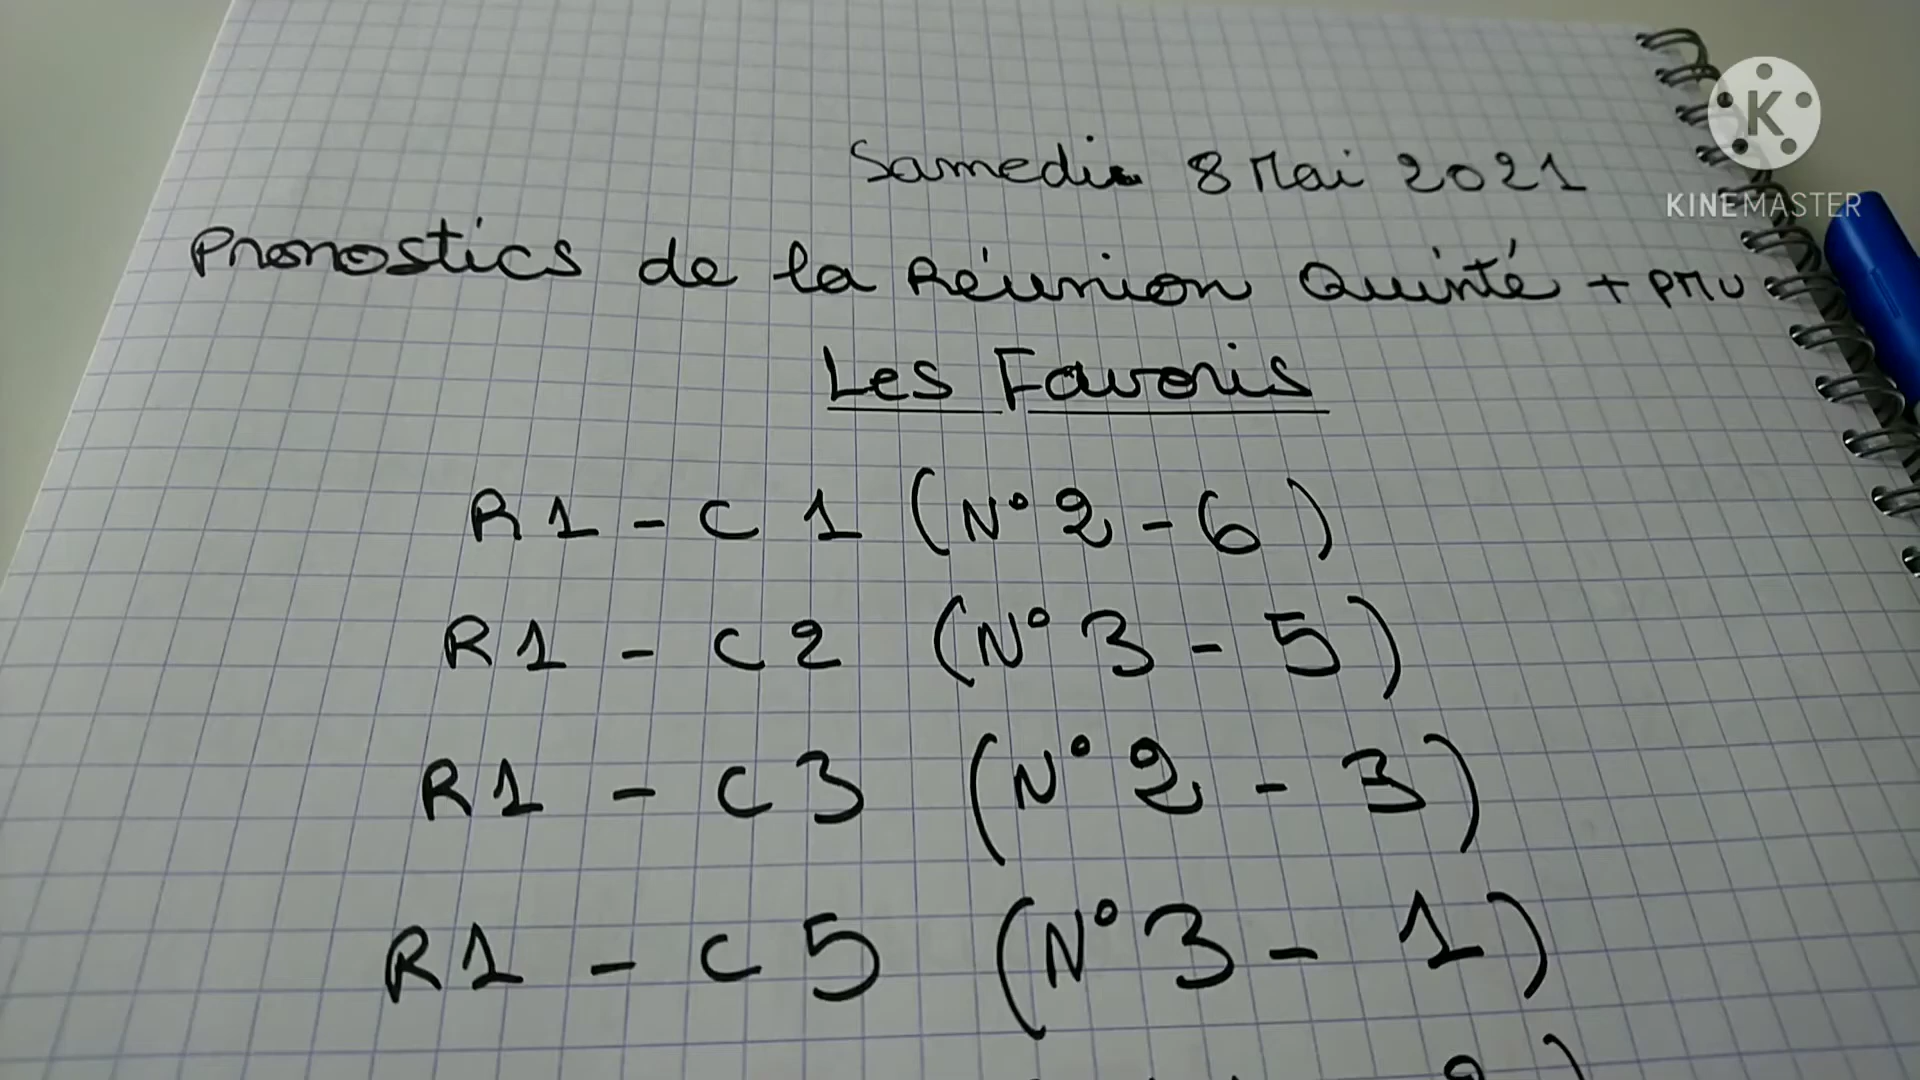 K
KINEMASTER
Samedi 8 Mai 2021
Pronostics de la Réunion Quinté + PMU
Les Favoris
R1 - C1 (N° 2 - 6)
R1 - C2 (N° 3 - 5)
R1 - C3 (N° 2 - 3)
R1 - C5 (N° 3 - 1)